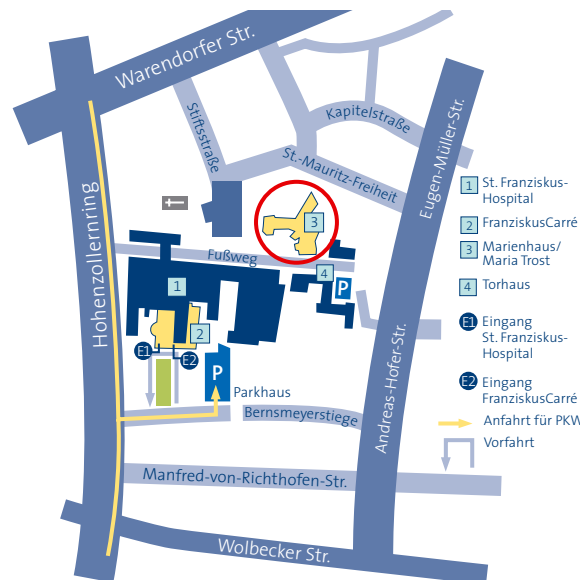 Warendorfer Str.
Stiftsstraße
Kapitelstraße
St.-Mauritz-Freiheit
Eugen-Müller-Str.
Hohenzollernring
Fußweg
3
4
P
1
2
E1
E2
P
Parkhaus
Bernsmeyerstiege
Andreas-Hofer-Str.
Manfred-von-Richthofen-Str.
Wolbecker Str.
1 St. Franziskus-
Hospital
2 FranziskusCarré
3 Marienhaus/
Maria Trost
4 Torhaus
E1 Eingang
St. Franziskus-
Hospital
E2 Eingang
FranziskusCarré
Anfahrt für PKW
Vorfahrt